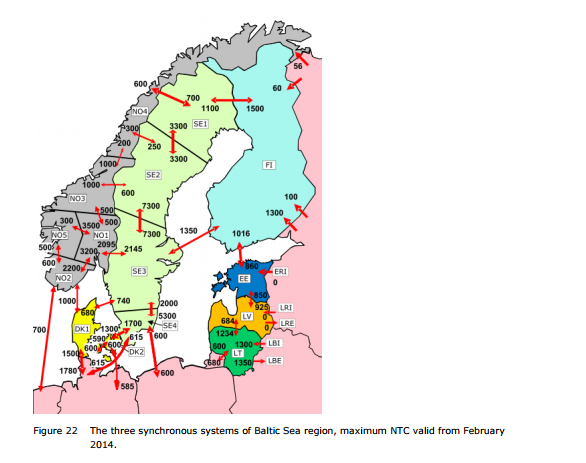 56
600
60
700
1100
1500
NO4
3300
SE1
300
250
200
3300
1000
FI
SE2
1000
600
NO3
100
7300
500
1300
300
3500
500
NO5
NO1
7300
1350
1016
2095
500
3200
2145
860
600
2200
SE3
EE
ERI
NO2
0
850
1000
740
2000
925
LRI
680
5300
LV
0
700
DK1
1300
1700
SE4
684
0
LRE
590
600
615
600
1234
600
DK2
600
1300
LBI
1500
LT
615
680
1350
LBE
1780
600
585
Figure 22 The three synchronous systems of Baltic Sea region, maximum NTC valid from February
2014.